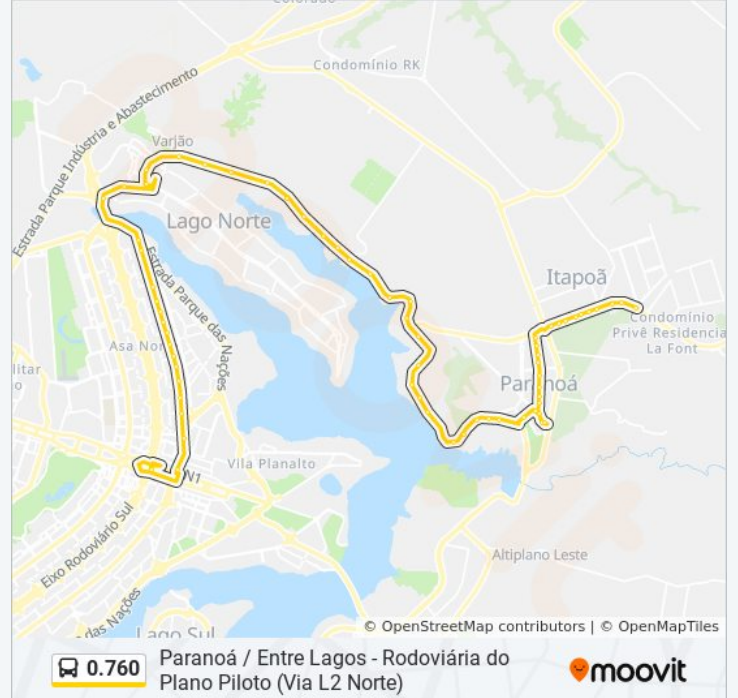 Colorado
Condomínio RK
Estrada Parque Indústria e Abastecimento
Varjão
Lago Norte
Estrada Parque das Nações
Itapoã
Condomínio
Privê Residencia
La Font
Asa Nor
Paranoá
ilitar
o
Vila Planalto
N1
Eixo Rodoviário Sul
Altiplano Leste
das Nações
Lago Sul
© OpenStreetMap contributors | © OpenMapTiles
0.760
Paranoá / Entre Lagos - Rodoviária do
Plano Piloto (Via L2 Norte)
moovit